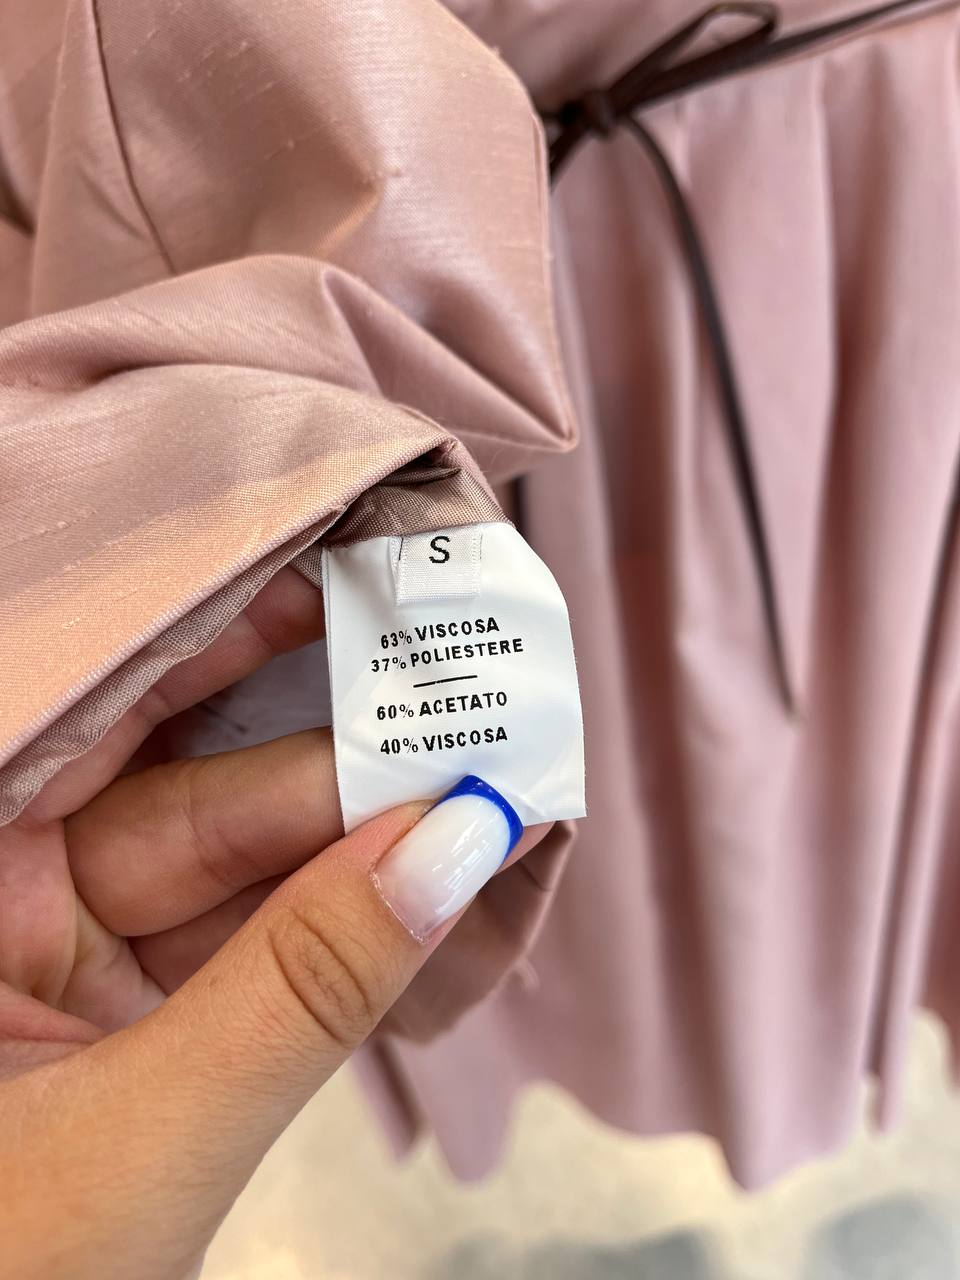 S
63% VISCOSA
37% POLIESTERE
60% ACETATO
40% VISCOSA